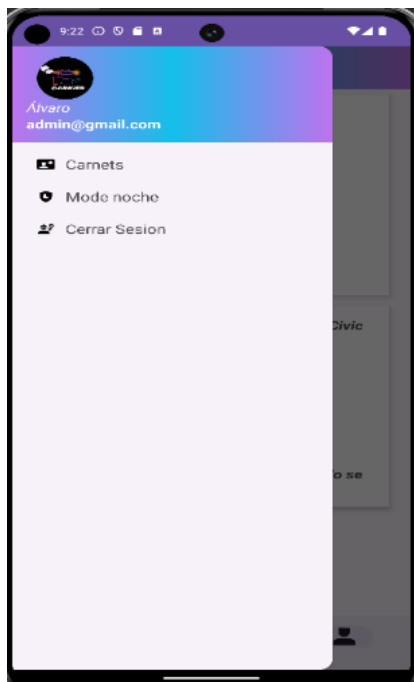 9:22
Álvaro
admin@gmail.com
Carnets
Modo noche
Cerrar Sesion
Civic
o se